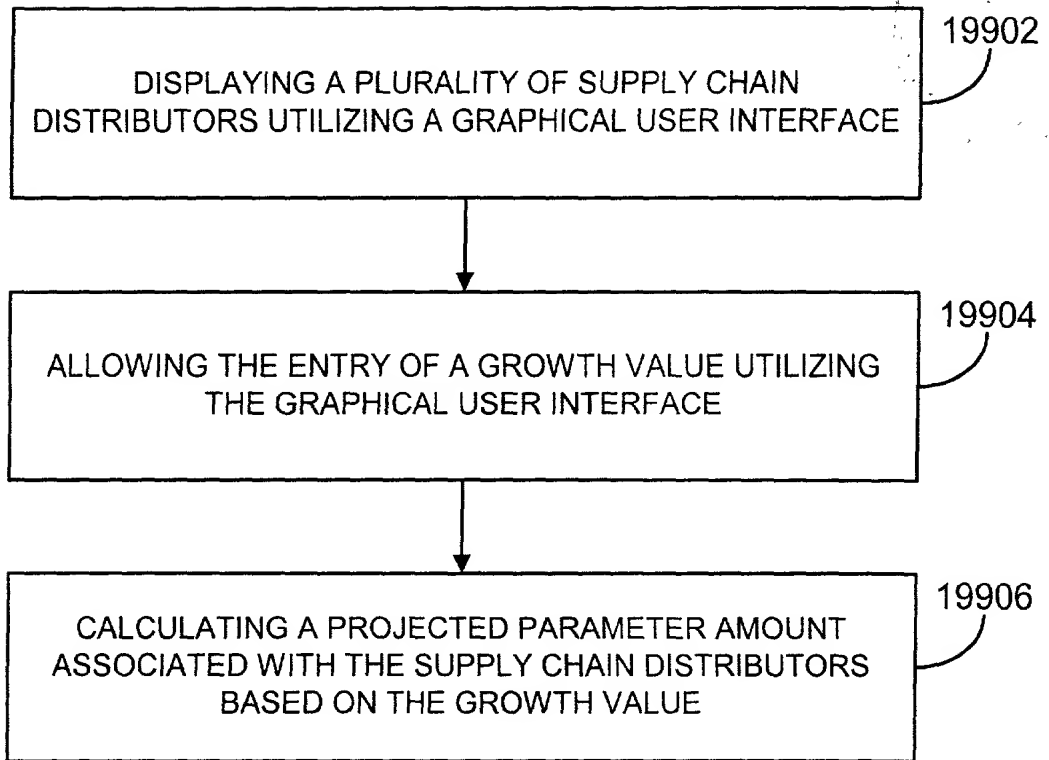 19902
DISPLAYING A PLURALITY OF SUPPLY CHAIN
DISTRIBUTORS UTILIZING A GRAPHICAL USER INTERFACE
19904
ALLOWING THE ENTRY OF A GROWTH VALUE UTILIZING
THE GRAPHICAL USER INTERFACE
19906
CALCULATING A PROJECTED PARAMETER AMOUNT
ASSOCIATED WITH THE SUPPLY CHAIN DISTRIBUTORS
BASED ON THE GROWTH VALUE